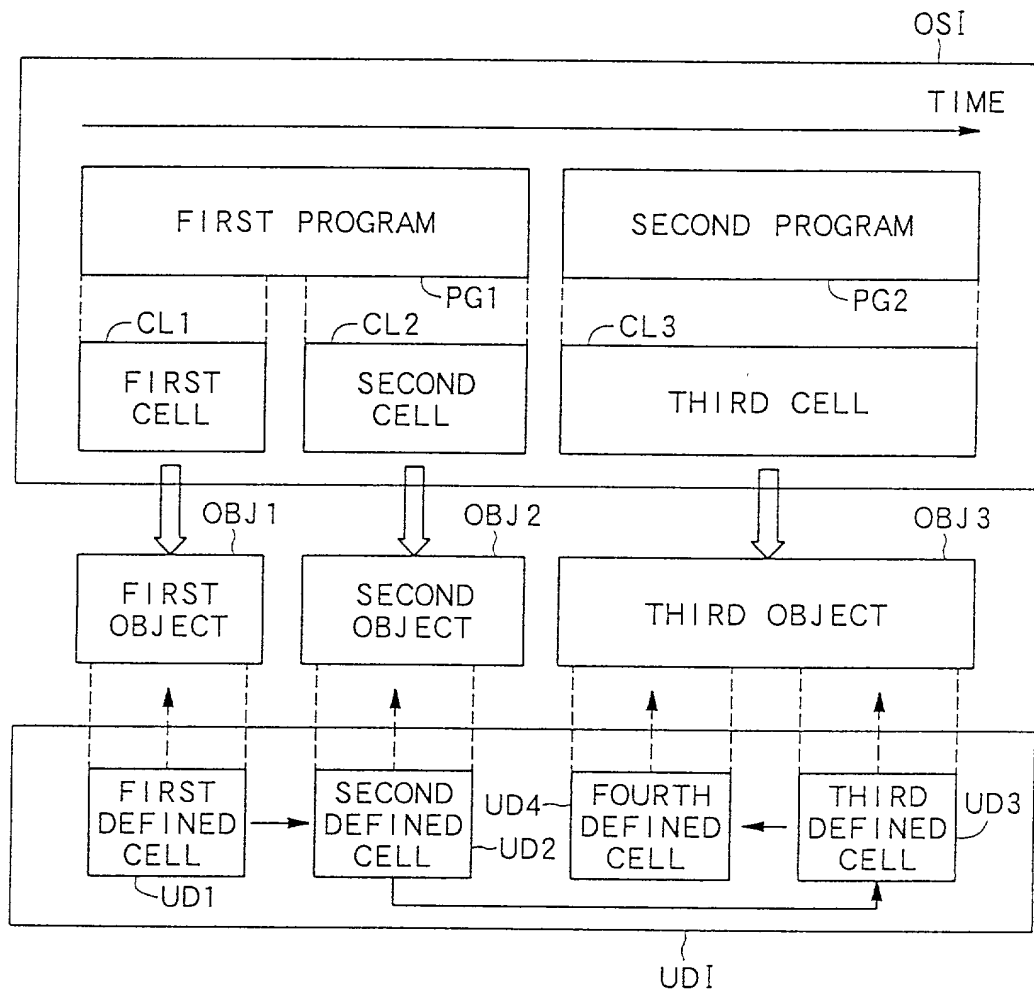 OSI
TIME
FIRST PROGRAM
SECOND PROGRAM
PG1
PG2
CL1
CL2
CL3
FIRST
CELL
SECOND
CELL
THIRD CELL
OBJ1
OBJ2
OBJ3
FIRST
OBJECT
SECOND
OBJECT
THIRD OBJECT
FIRST
DEFINED
CELL
SECOND
DEFINED
CELL
UD4
FOURTH
DEFINED
CELL
THIRD
DEFINED
CELL
UD3
UD2
UD1
UDI